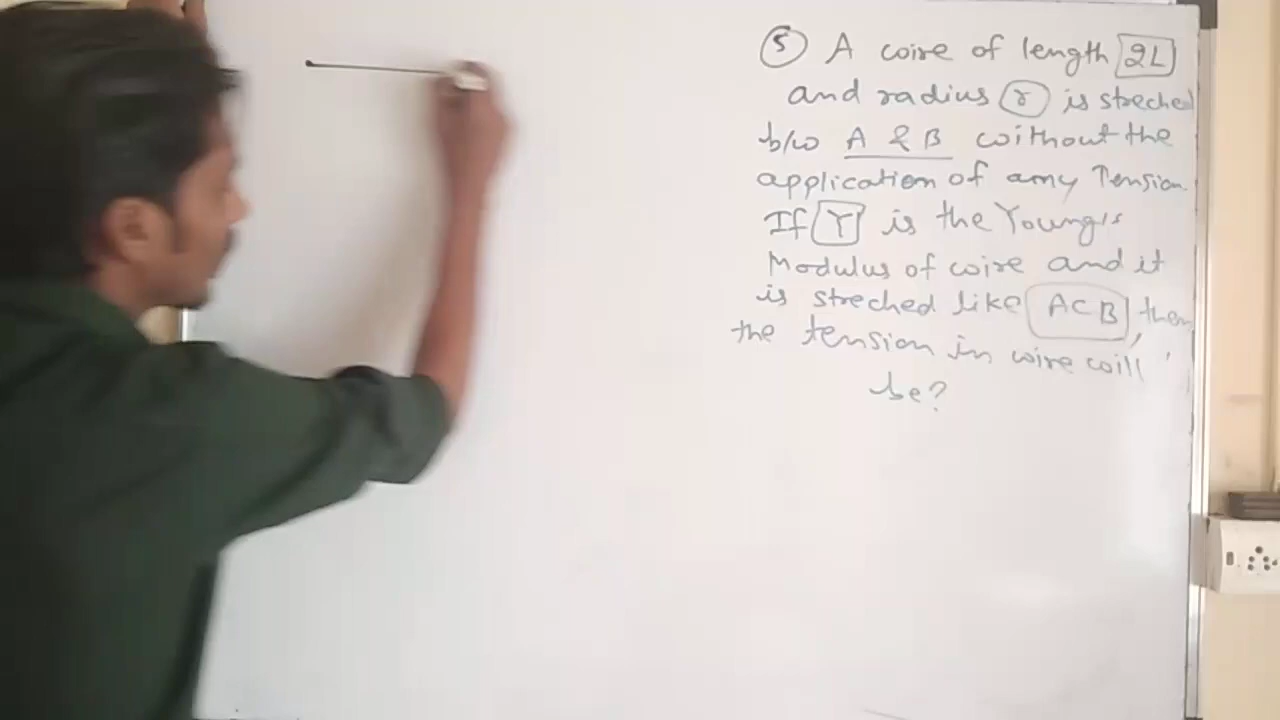 ⑤ A wire of length 2L
and radius r is streched
b/w A & B without the
application of any Tension.
If Y is the Young's
Modulus of wire and it
is streched like ACB, then
the tension in wire will
be?